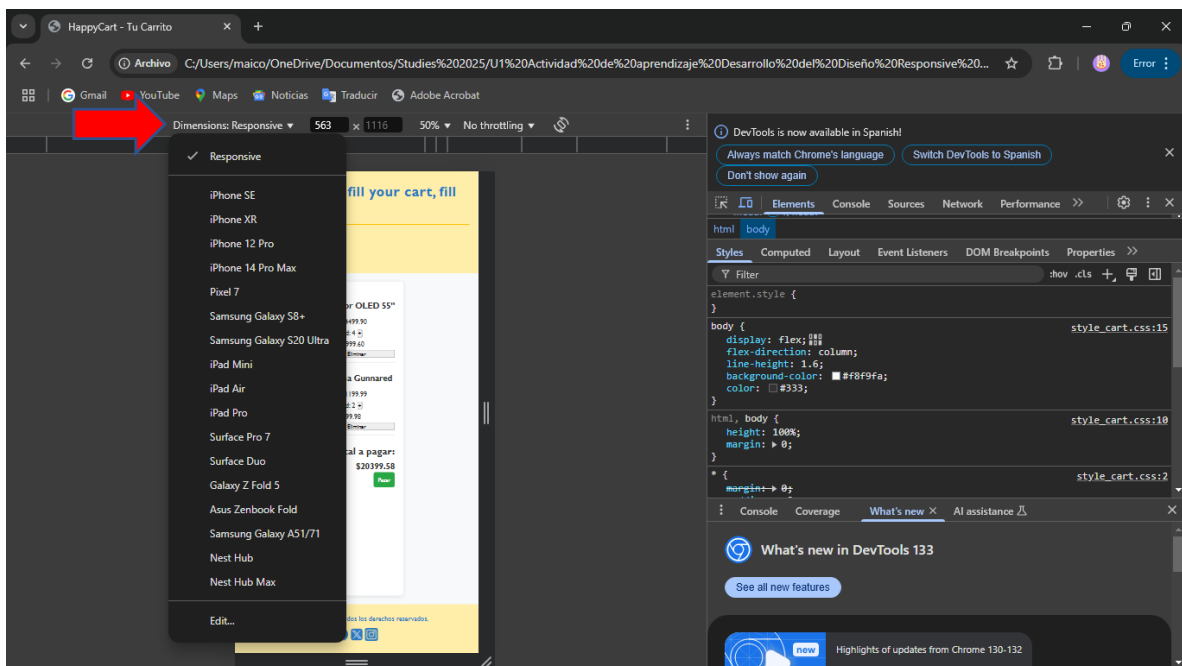 HappyCart - Tu Carrito
Archivo C:/Users/maico/OneDrive/Documentos/Studies%202025/U1%20Actividad%20de%20aprendizaje%20Desarrollo%20del%20Diseño%20Responsive%20... Error
Gmail YouTube Maps Noticias Traducir Adobe Acrobat
Dimensions: Responsive 563 x 1116 50% No throttling
Responsive
iPhone SE
iPhone XR
iPhone 12 Pro
iPhone 14 Pro Max
Pixel 7
Samsung Galaxy S8+
Samsung Galaxy S20 Ultra
iPad Mini
iPad Air
iPad Pro
Surface Pro 7
Surface Duo
Galaxy Z Fold 5
Asus Zenbook Fold
Samsung Galaxy A51/71
Nest Hub
Nest Hub Max
Edit...
fill your cart, fill
or OLED 55"
Eliminar
a Gunnared
Eliminar
tal a pagar:
$20399.58
Pagar
dos los derechos reservados.
DevTools is now available in Spanish!
Always match Chrome's language Switch DevTools to Spanish
Don't show again
Elements Console Sources Network Performance
html body
Styles Computed Layout Event Listeners DOM Breakpoints Properties
Filter :hov .cls
element.style {
}
body { style_cart.css:15
display: flex;
flex-direction: column;
line-height: 1.6;
background-color: #f8f9fa;
color: #333;
}
html, body { style_cart.css:10
height: 100%;
margin: 0;
}
* { style_cart.css:2
margin: 0;
Console Coverage What's new AI assistance
What's new in DevTools 133
See all new features
new Highlights of updates from Chrome 130-132